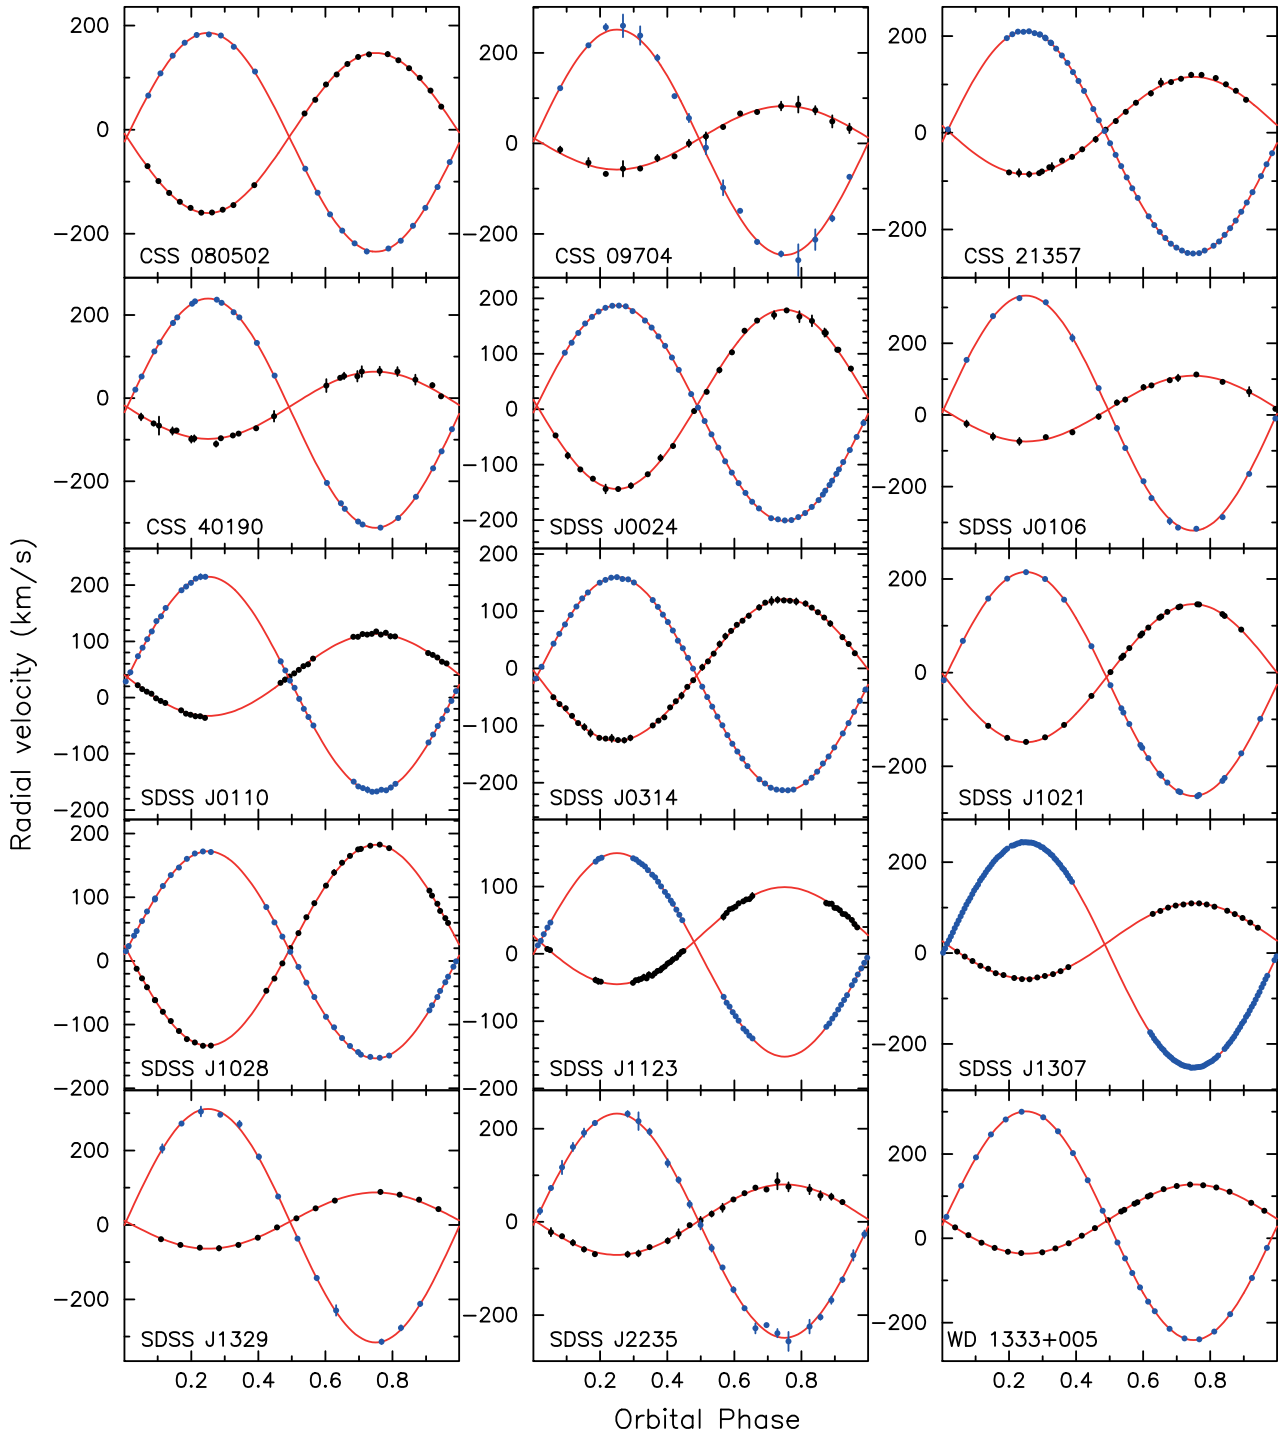 Radial velocity (km/s)
200
0
−200
CSS 080502
200
0
−200
CSS 09704
200
0
−200
CSS 21357
200
0
−200
CSS 40190
200
100
0
−100
−200
SDSS J0024
200
0
−200
SDSS J0106
200
100
0
−100
−200
SDSS J0110
200
100
0
−100
−200
SDSS J0314
200
0
−200
SDSS J1021
200
100
0
−100
−200
SDSS J1028
100
0
−100
−200
SDSS J1123
200
0
−200
SDSS J1307
200
0
−200
SDSS J1329
200
0
−200
SDSS J2235
200
0
−200
WD 1333+005
0.2 0.4 0.6 0.8
0.2 0.4 0.6 0.8
0.2 0.4 0.6 0.8
Orbital Phase